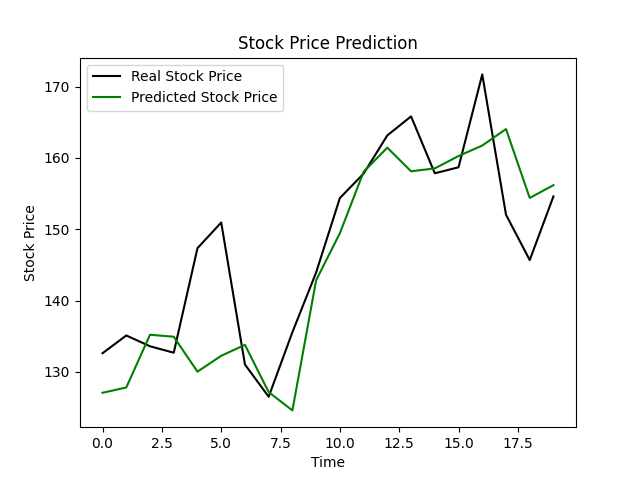 Stock Price Prediction
Real Stock Price
Predicted Stock Price
170
160
150
140
130
Stock Price
0.0 2.5 5.0 7.5 10.0 12.5 15.0 17.5
Time